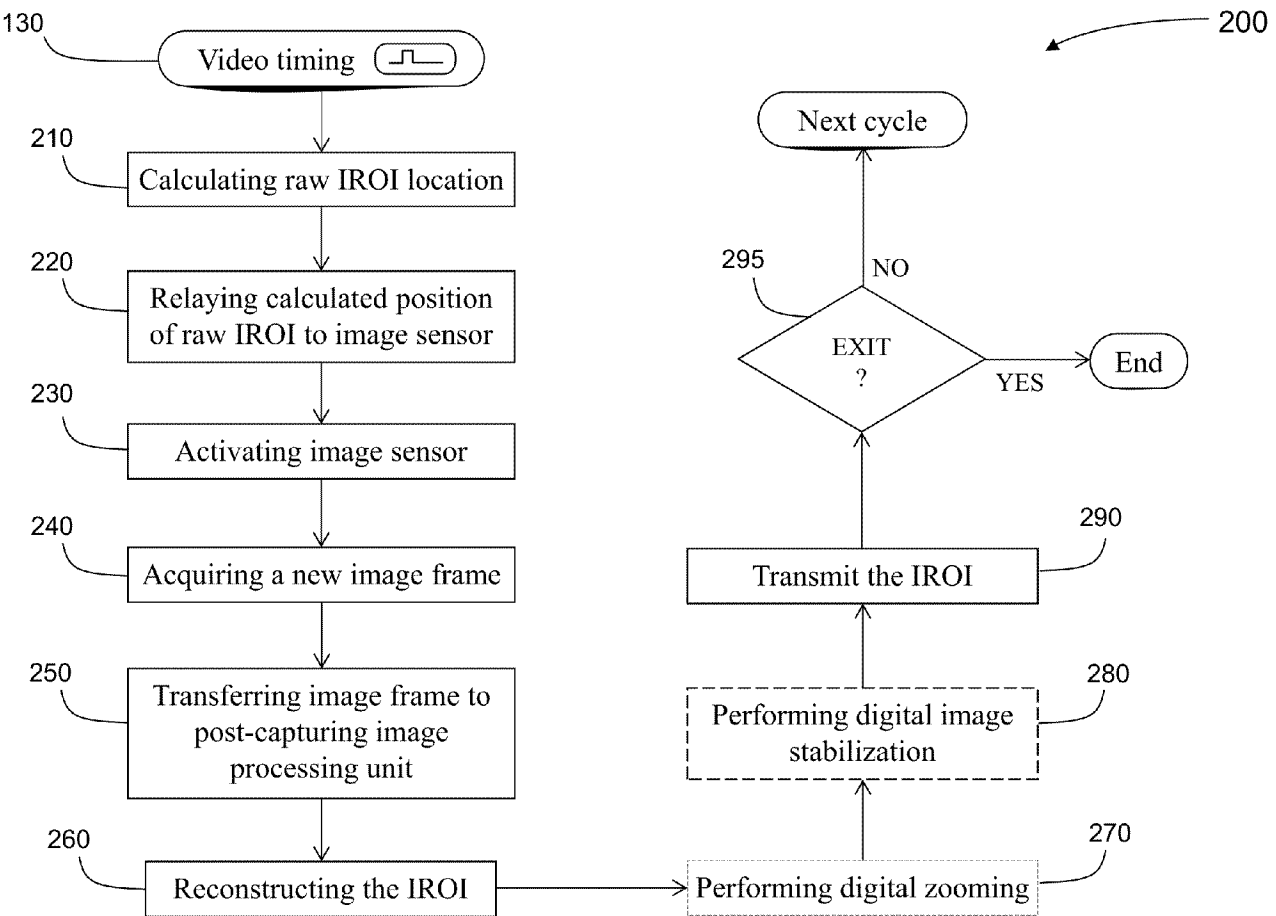 130
Video timing
200
210
Calculating raw IROI location
220
Relaying calculated position
of raw IROI to image sensor
230
Activating image sensor
240
Acquiring a new image frame
250
Transferring image frame to
post-capturing image
processing unit
260
Reconstructing the IROI
270
Performing digital zooming
280
Performing digital image
stabilization
290
Transmit the IROI
295
EXIT
?
NO
Next cycle
YES
End